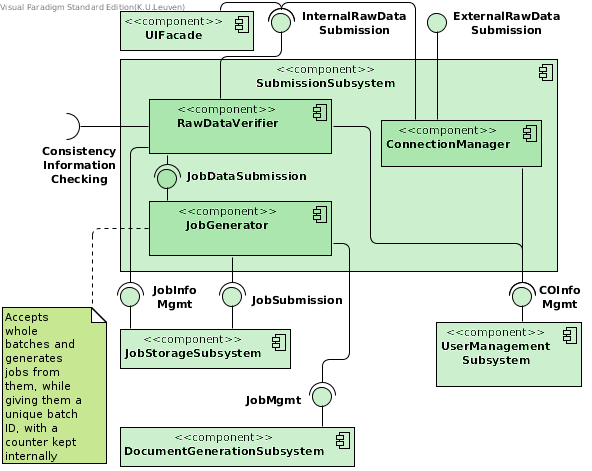 Visual Paradigm Standard Edition(K.U.Leuven)
<<component>>
UIFacade
InternalRawData
Submission
ExternalRawData
Submission
<<component>>
SubmissionSubsystem
<<component>>
RawDataVerifier
<<component>>
ConnectionManager
Consistency
Information
Checking
JobDataSubmission
<<component>>
JobGenerator
JobInfo
Mgmt
JobSubmission
COInfo
Mgmt
Accepts
whole
batches and
generates
jobs from
them, while
giving them a
unique batch
ID, with a
counter kept
internally
<<component>>
JobStorageSubsystem
<<component>>
UserManagement
Subsystem
JobMgmt
<<component>>
DocumentGenerationSubsystem